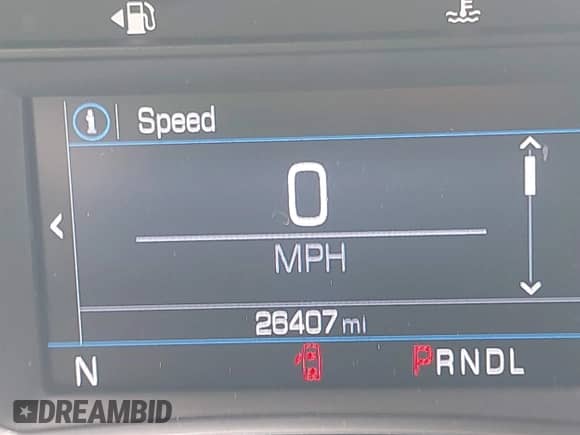 Speed
0
MPH
26407 mi
N
PRNDL
DREAMBID